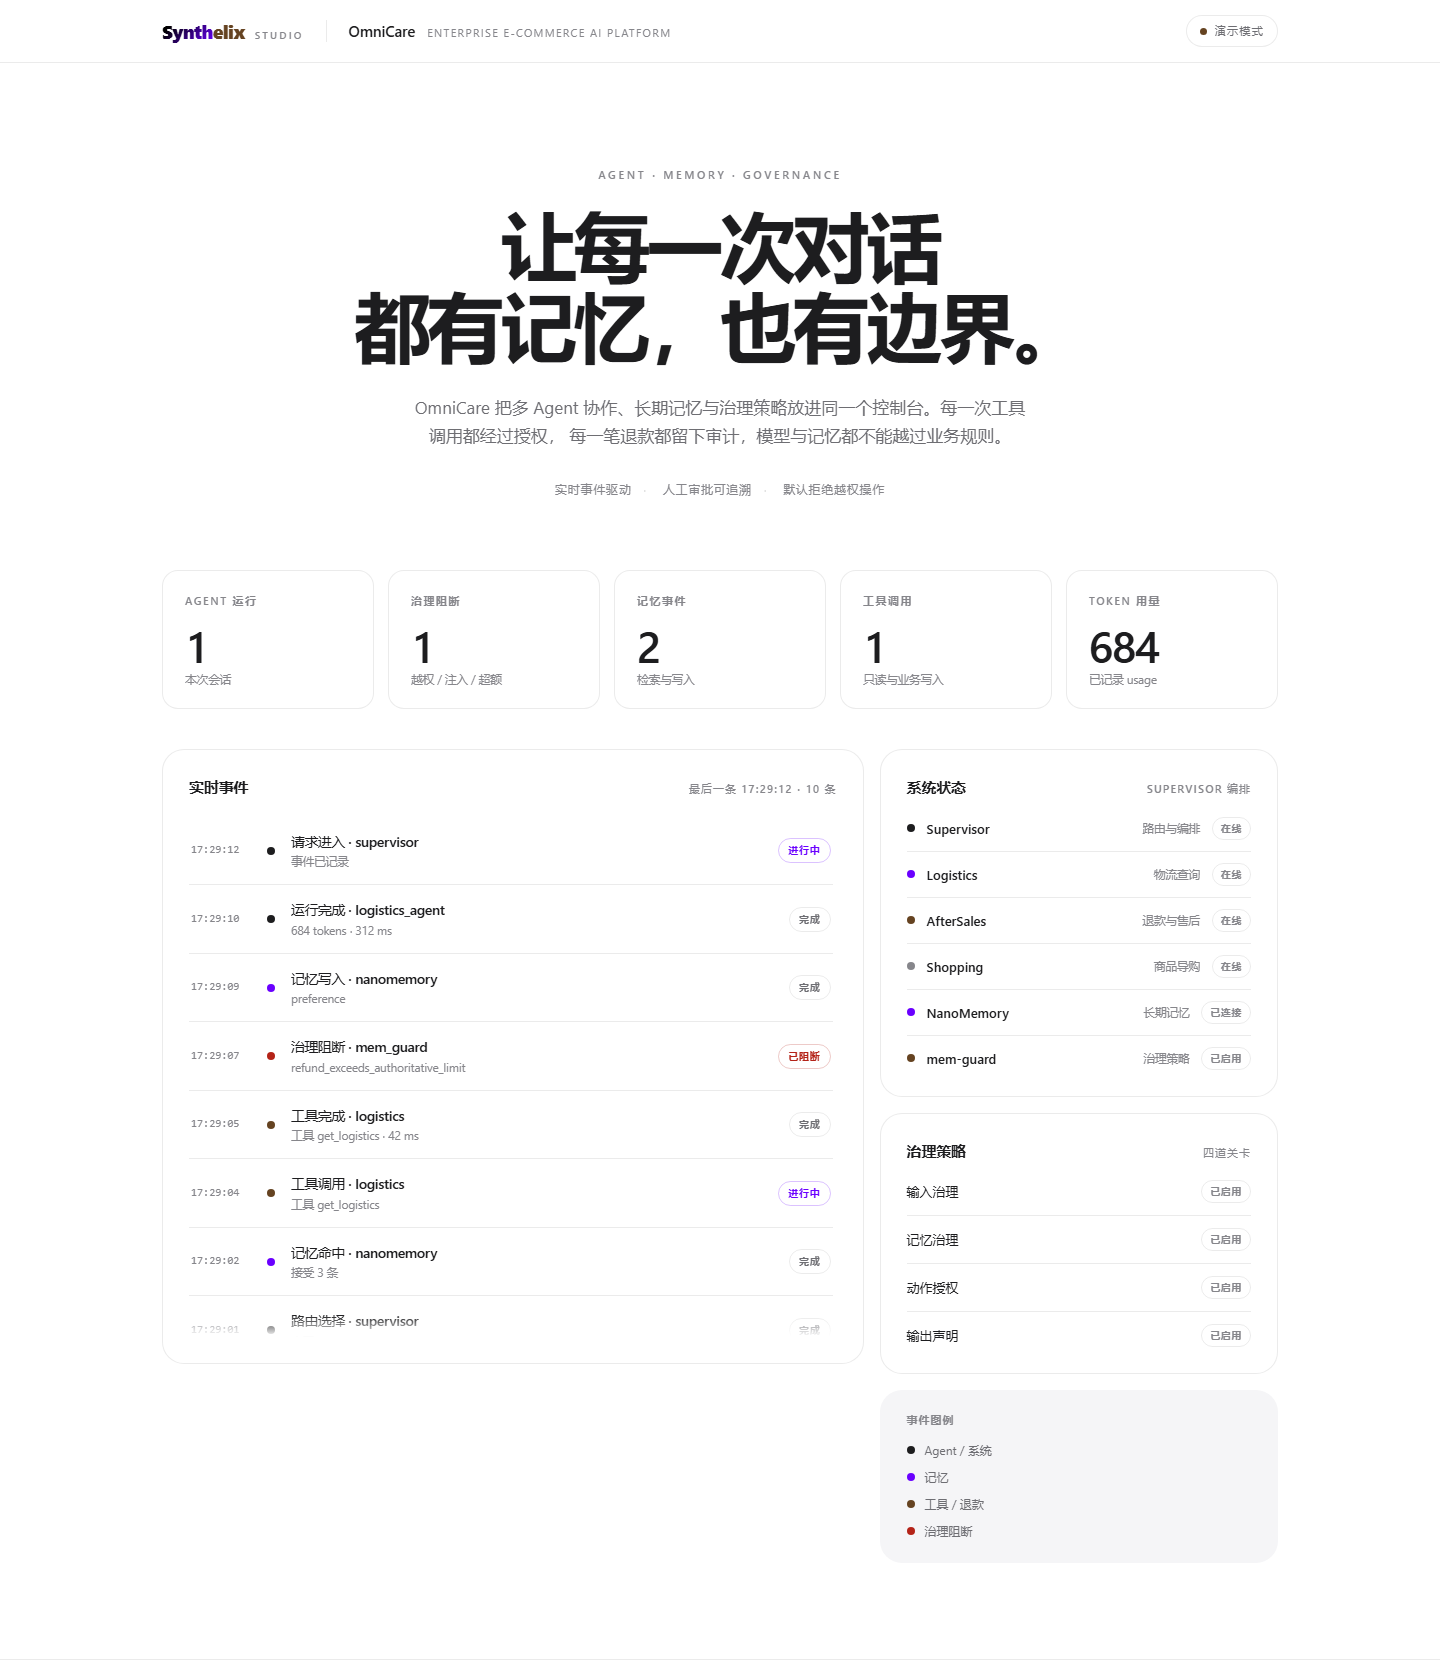 Synthelix STUDIO OmniCare ENTERPRISE E-COMMERCE AI PLATFORM 演示模式
AGENT · MEMORY · GOVERNANCE
让每一次对话
都有记忆，也有边界。
OmniCare 把多 Agent 协作、长期记忆与治理策略放进同一个控制台。每一次工具
调用都经过授权， 每一笔退款都留下审计，模型与记忆都不能越过业务规则。
实时事件驱动 · 人工审批可追溯 · 默认拒绝越权操作
AGENT 运行
1
本次会话
治理阻断
1
越权 / 注入 / 超额
记忆事件
2
检索与写入
工具调用
1
只读与业务写入
TOKEN 用量
684
已记录 usage
实时事件 最后一条 17:29:12 · 10 条
17:29:12 请求进入 · supervisor 进行中
事件已记录
17:29:10 运行完成 · logistics_agent 完成
684 tokens · 312 ms
17:29:09 记忆写入 · nanomemory 完成
preference
17:29:07 治理阻断 · mem_guard 已阻断
refund_exceeds_authoritative_limit
17:29:05 工具完成 · logistics 完成
工具 get_logistics · 42 ms
17:29:04 工具调用 · logistics 进行中
工具 get_logistics
17:29:02 记忆命中 · nanomemory 完成
接受 3 条
17:29:01 路由选择 · supervisor 完成
系统状态 SUPERVISOR 编排
Supervisor 路由与编排 在线
Logistics 物流查询 在线
AfterSales 退款与售后 在线
Shopping 商品导购 在线
NanoMemory 长期记忆 已连接
mem-guard 治理策略 已启用
治理策略 四道关卡
输入治理 已启用
记忆治理 已启用
动作授权 已启用
输出声明 已启用
事件图例
Agent / 系统
记忆
工具 / 退款
治理阻断